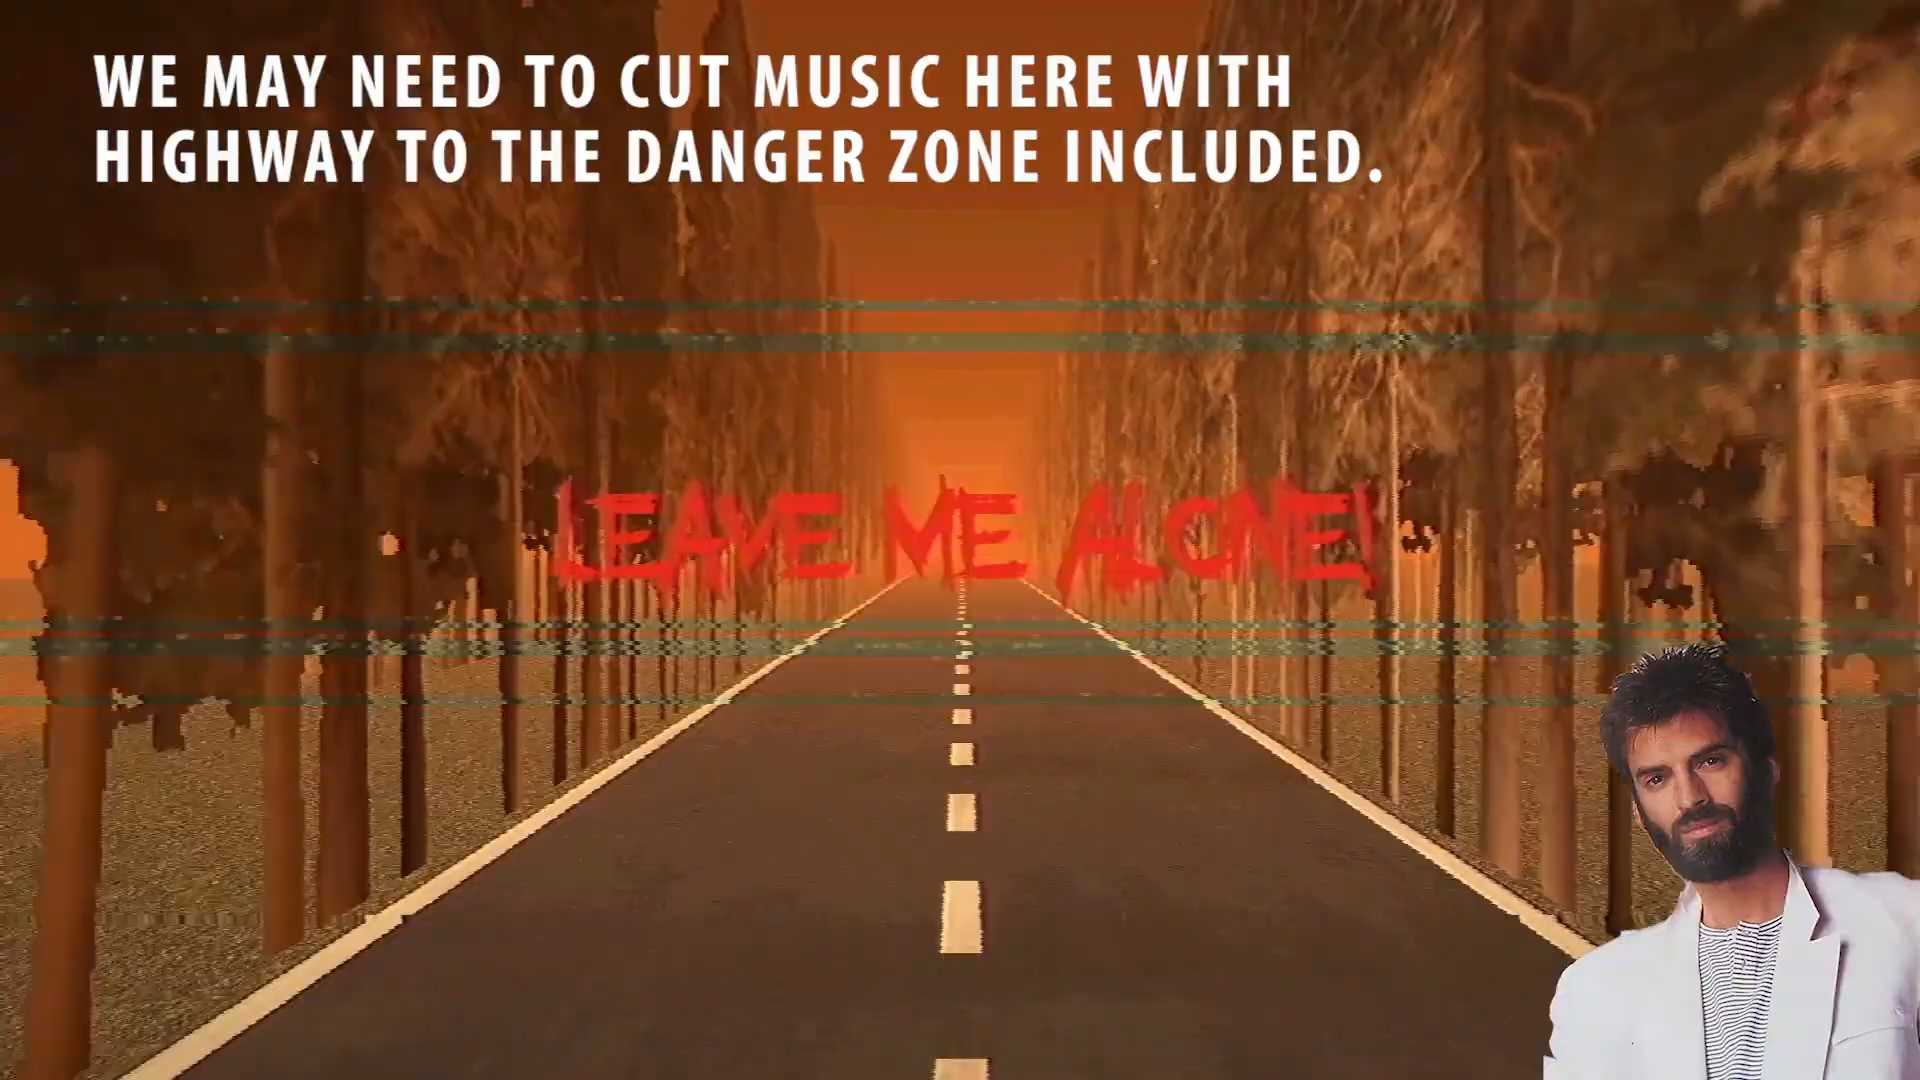 WE MAY NEED TO CUT MUSIC HERE WITH
HIGHWAY TO THE DANGER ZONE INCLUDED.
LEAVE ME ALONE!